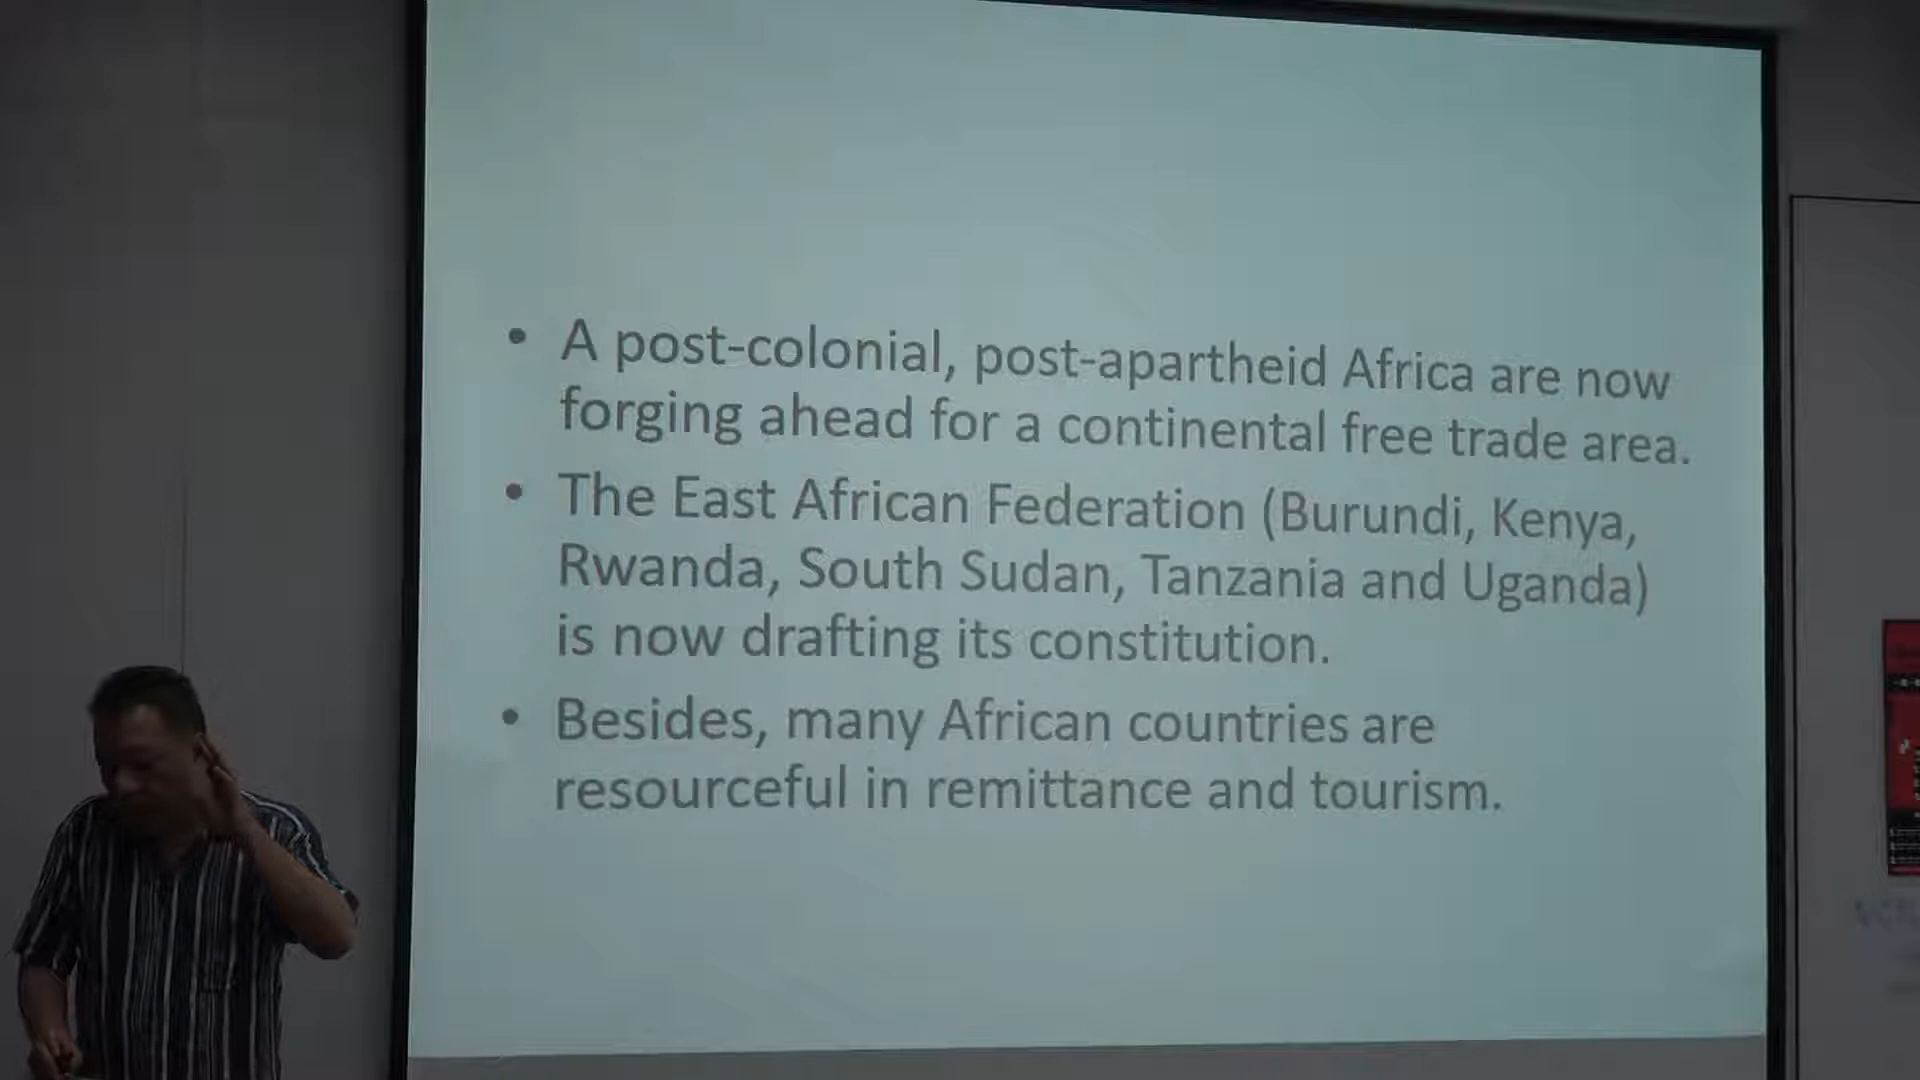 • A post-colonial, post-apartheid Africa are now
forging ahead for a continental free trade area.
• The East African Federation (Burundi, Kenya,
Rwanda, South Sudan, Tanzania and Uganda)
is now drafting its constitution.
• Besides, many African countries are
resourceful in remittance and tourism.